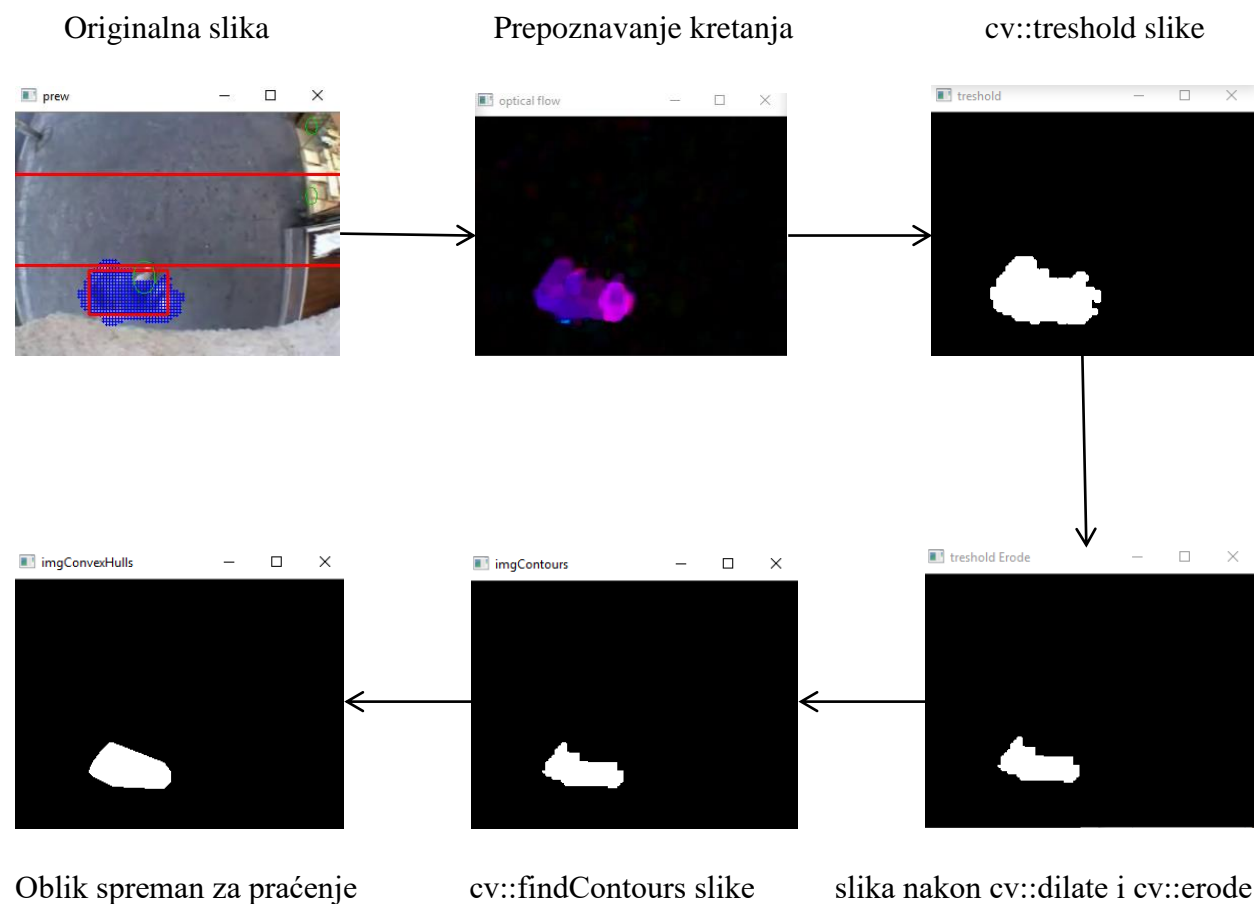 Originalna slika
Prepoznavanje kretanja
cv::treshold slike
prew
optical flow
treshold
imgConvexHulls
imgContours
treshold Erode
Oblik spreman za praćenje
cv::findContours slike
slika nakon cv::dilate i cv::erode